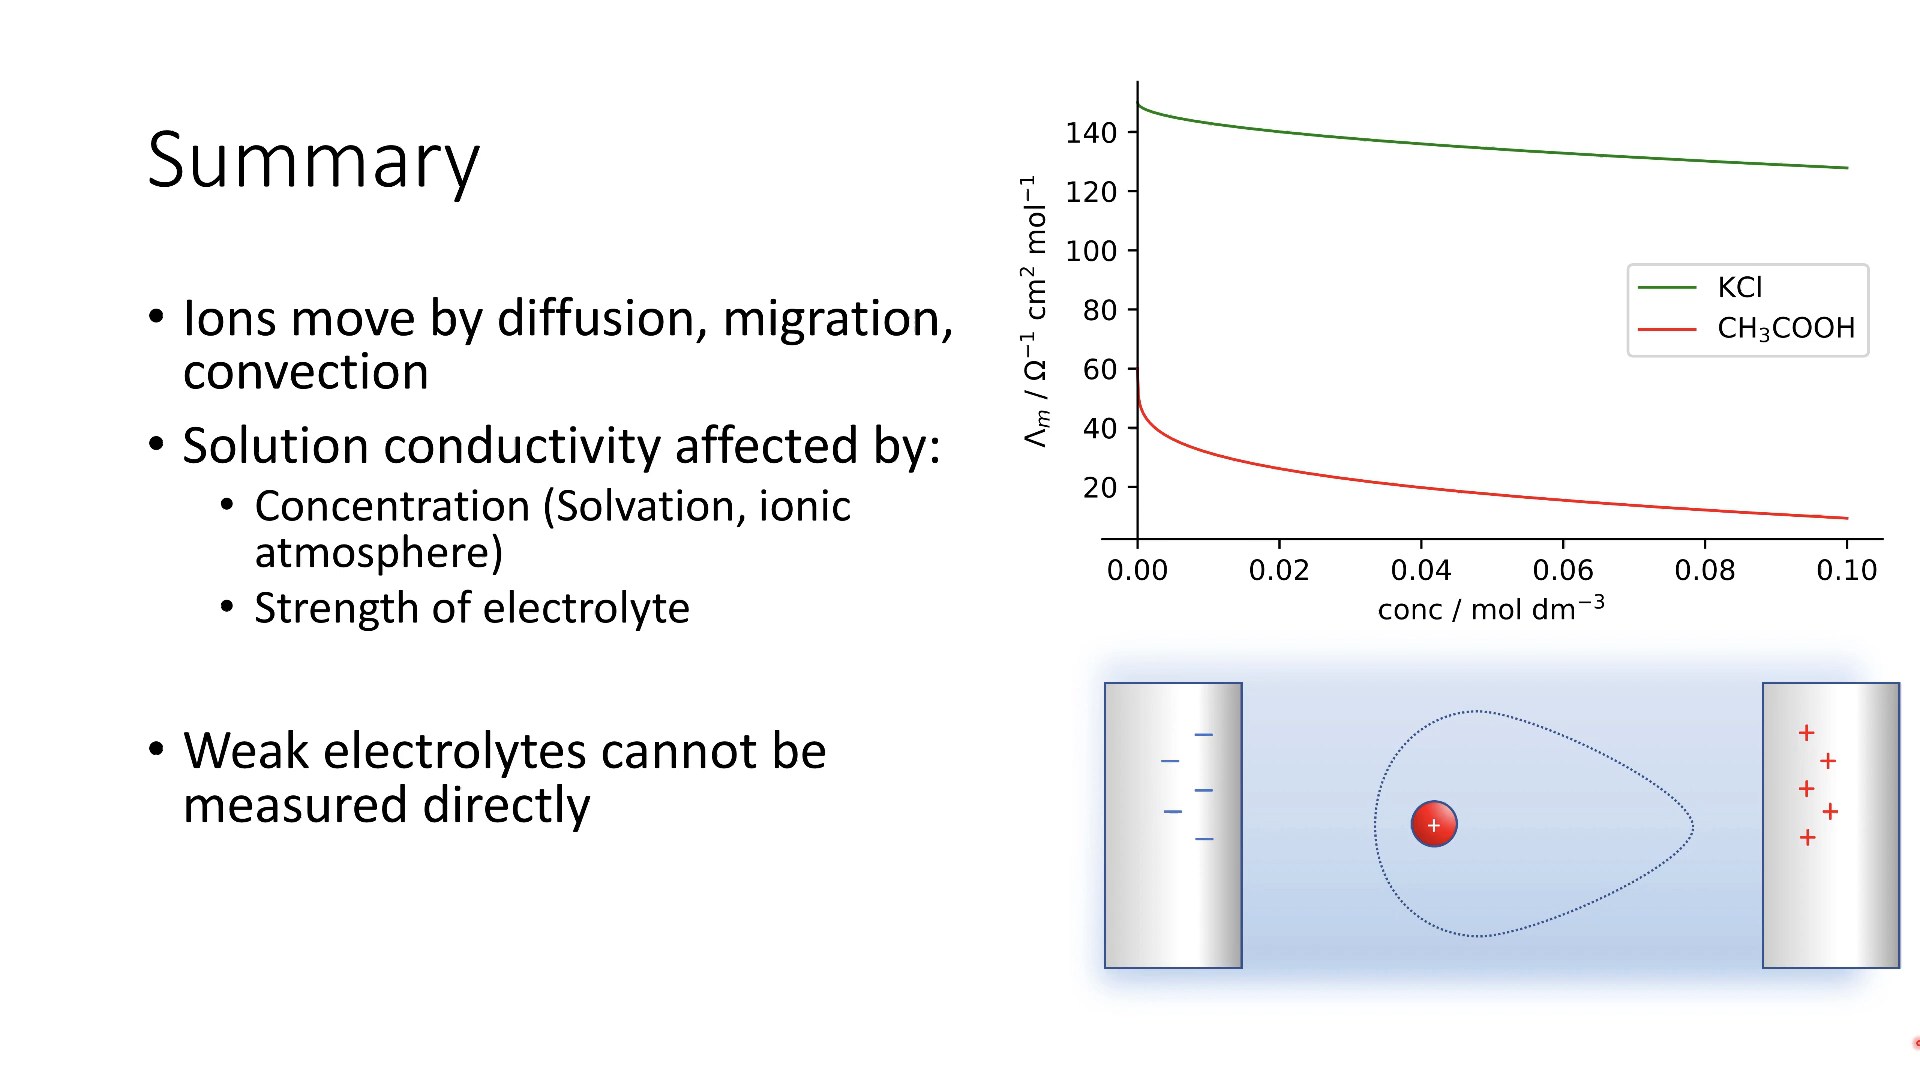 Summary
• Ions move by diffusion, migration,
convection
• Solution conductivity affected by:
• Concentration (Solvation, ionic
atmosphere)
• Strength of electrolyte
• Weak electrolytes cannot be
measured directly
Λₘ / Ω⁻¹ cm² mol⁻¹
140
120
100
80
60
40
20
KCl
CH₃COOH
0.00 0.02 0.04 0.06 0.08 0.10
conc / mol dm⁻³
− +
− +
− +
− +
− +
+